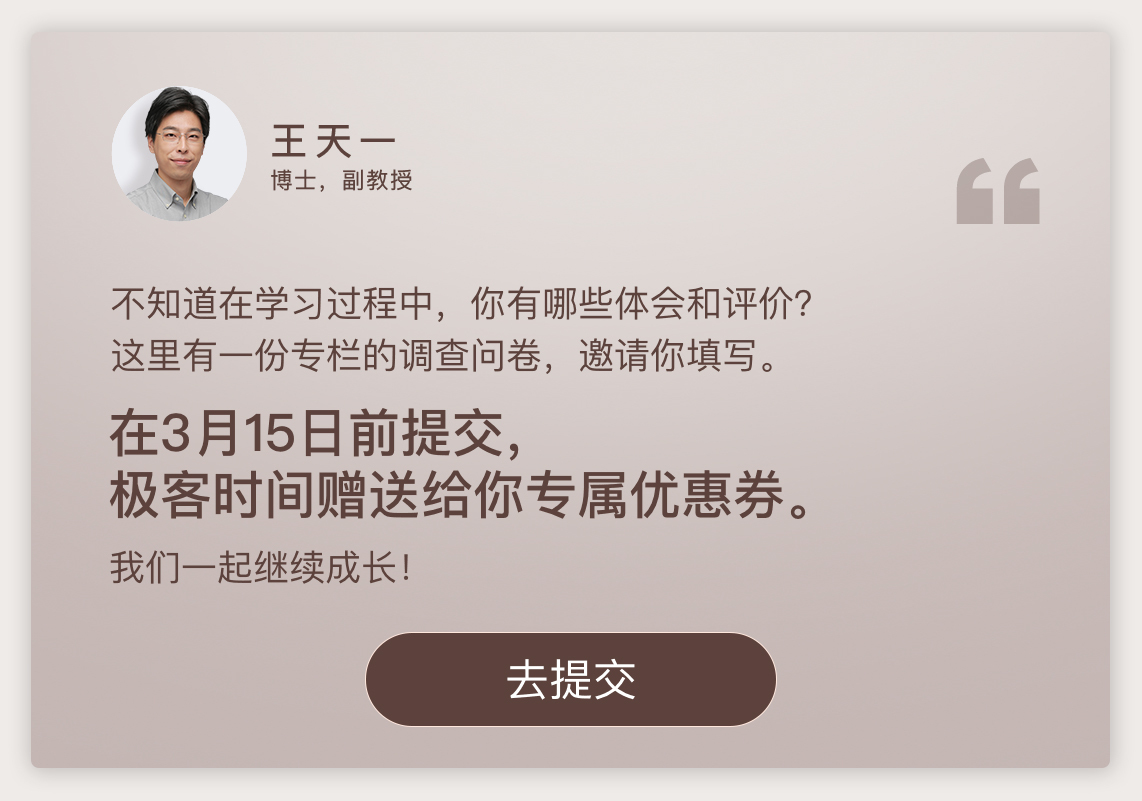 王天一
博士，副教授
不知道在学习过程中，你有哪些体会和评价？
这里有一份专栏的调查问卷，邀请你填写。
在3月15日前提交，
极客时间赠送给你专属优惠券。
我们一起继续成长！
去提交